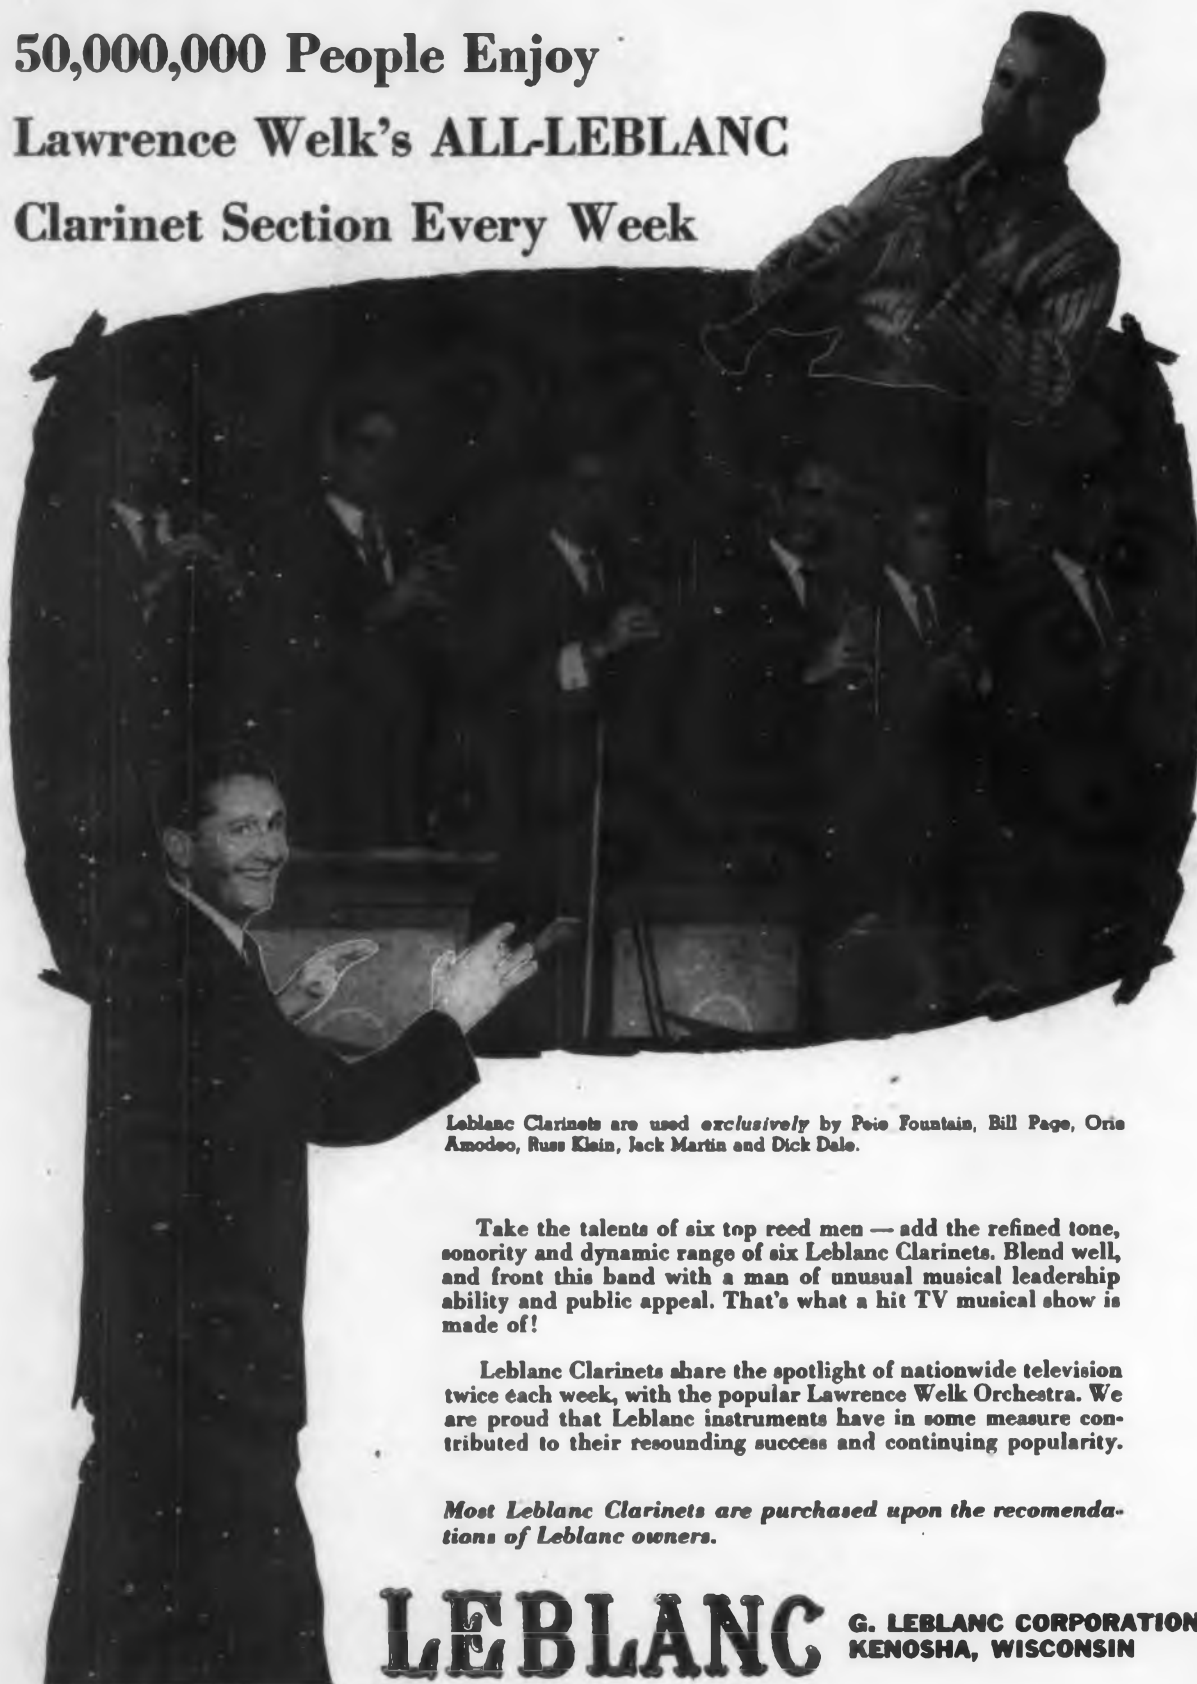 50,000,000 People Enjoy
Lawrence Welk's ALL-LEBLANC
Clarinet Section Every Week
Leblanc Clarinets are used exclusively by Pete Fountain, Bill Page, Orie
Amodeo, Russ Klein, Jack Martin and Dick Dale.
Take the talents of six top reed men — add the refined tone,
sonority and dynamic range of six Leblanc Clarinets. Blend well,
and front this band with a man of unusual musical leadership
ability and public appeal. That's what a hit TV musical show is
made of!
Leblanc Clarinets share the spotlight of nationwide television
twice each week, with the popular Lawrence Welk Orchestra. We
are proud that Leblanc instruments have in some measure con-
tributed to their resounding success and continuing popularity.
Most Leblanc Clarinets are purchased upon the recomenda-
tions of Leblanc owners.
LEBLANC
G. LEBLANC CORPORATION
KENOSHA, WISCONSIN